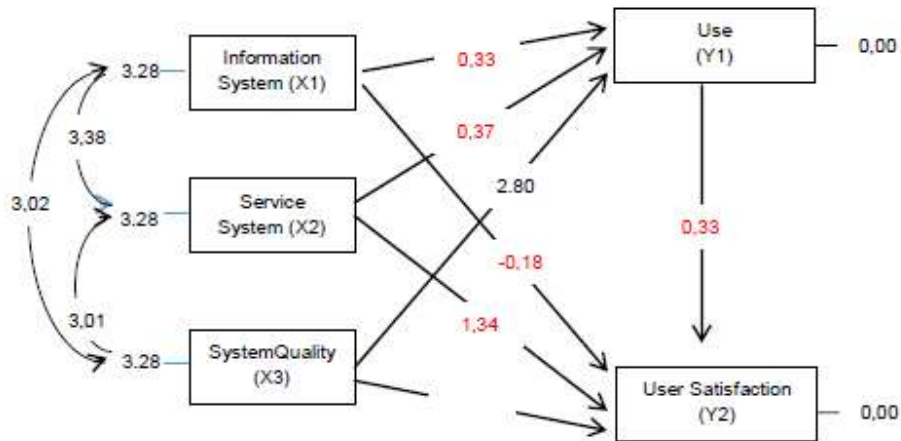 Use
(Y1)
0,00
Information
System (X1)
3.28
0,33
3,38
0,37
2.80
3,02
Service
System (X2)
3.28
0,33
-0,18
3,01
1,34
SystemQuality
(X3)
3.28
User Satisfaction
(Y2)
0,00